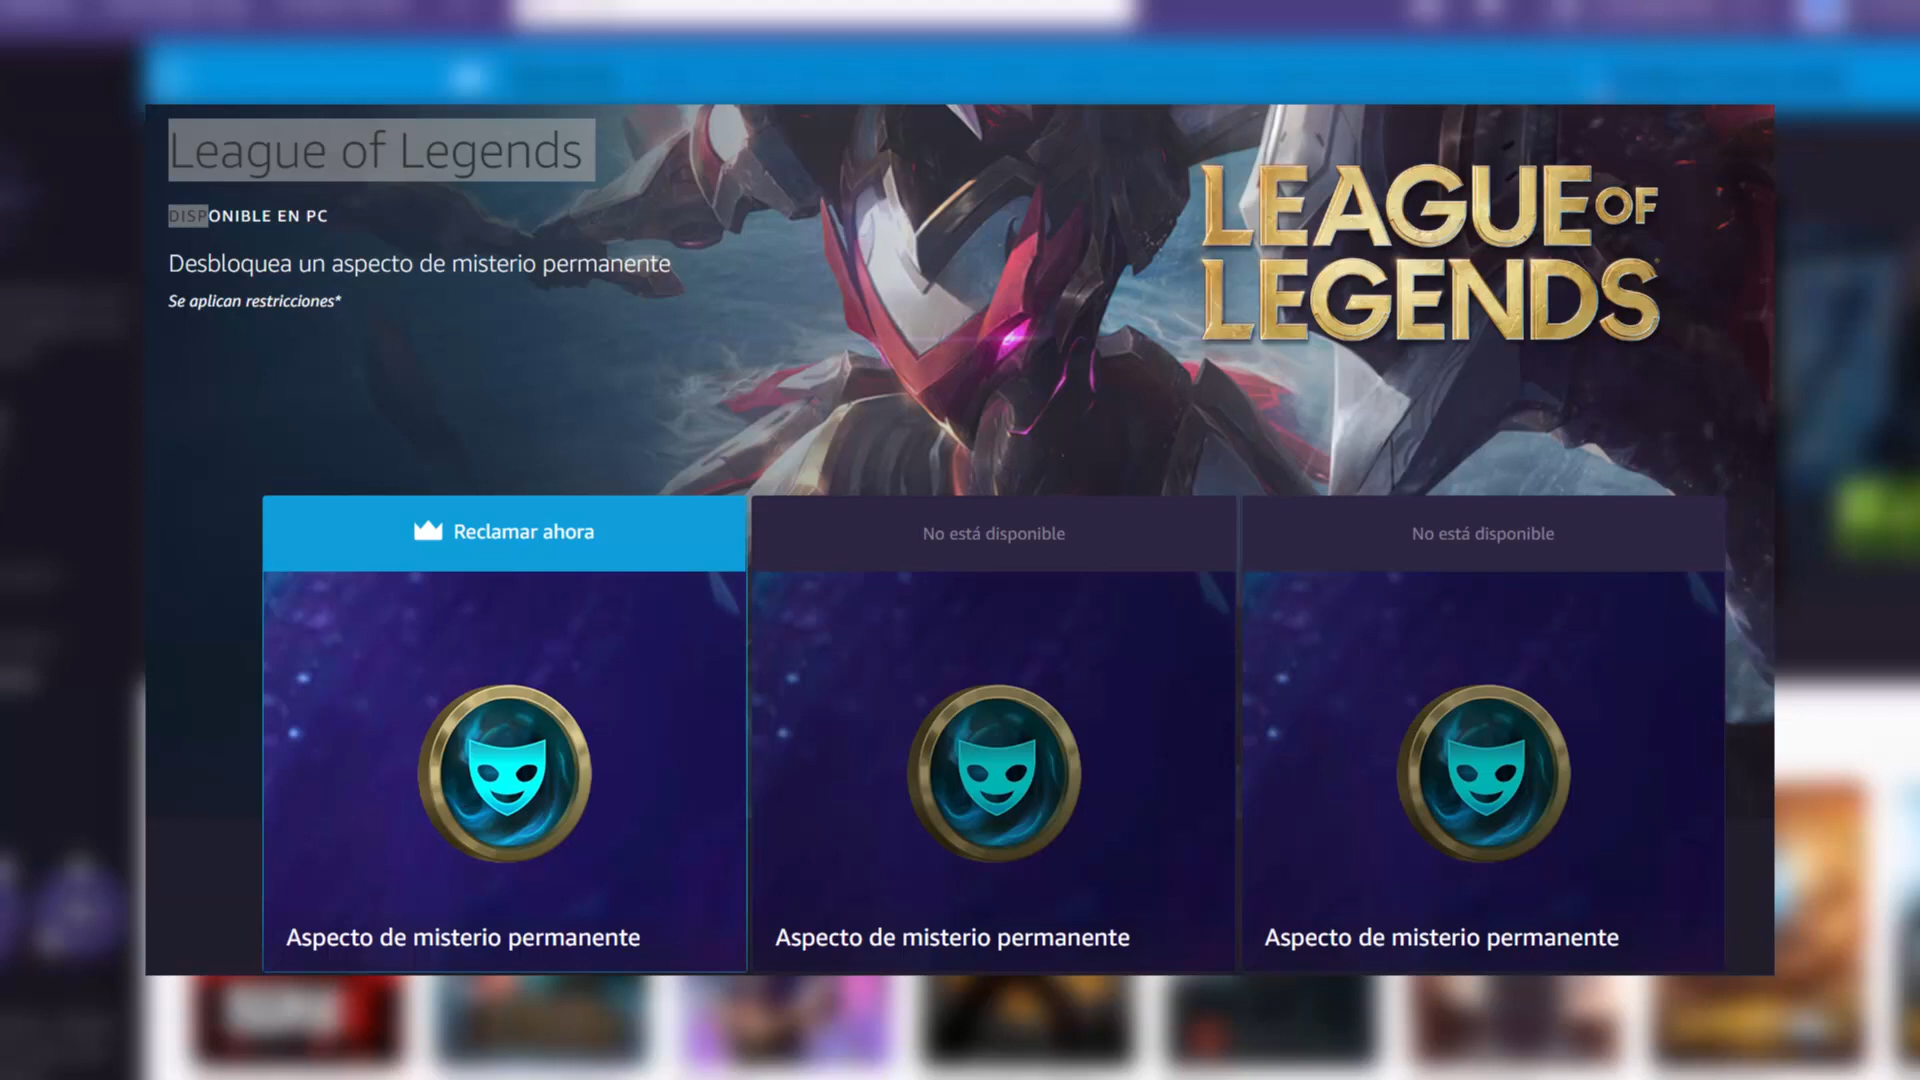 League of Legends
DISPONIBLE EN PC
Desbloquea un aspecto de misterio permanente
Se aplican restricciones*
LEAGUE OF
LEGENDS
Reclamar ahora
No está disponible
No está disponible
Aspecto de misterio permanente
Aspecto de misterio permanente
Aspecto de misterio permanente